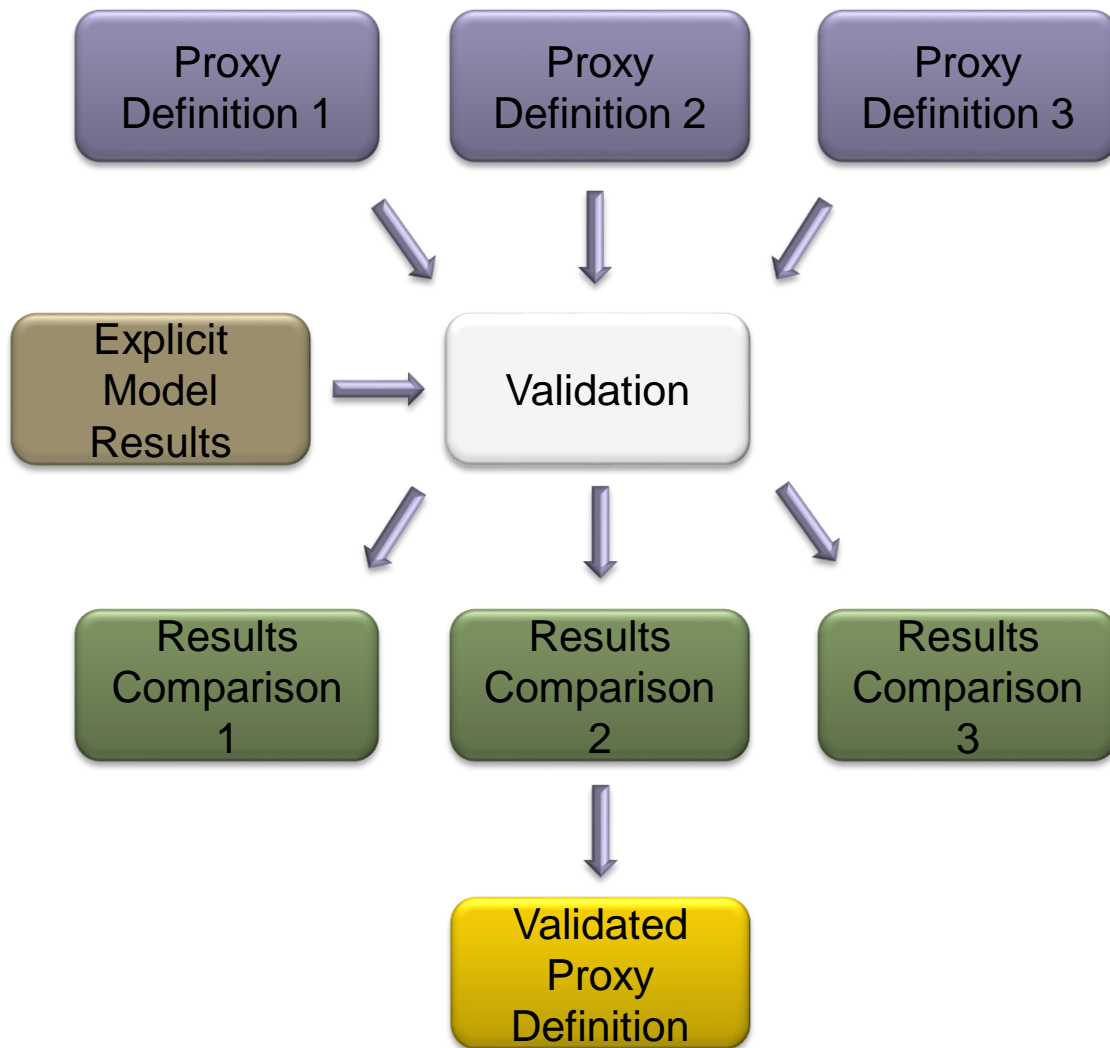 Proxy
Definition 1
Proxy
Definition 2
Proxy
Definition 3
Explicit
Model
Results
Validation
Results
Comparison
1
Results
Comparison
2
Results
Comparison
3
Validated
Proxy
Definition